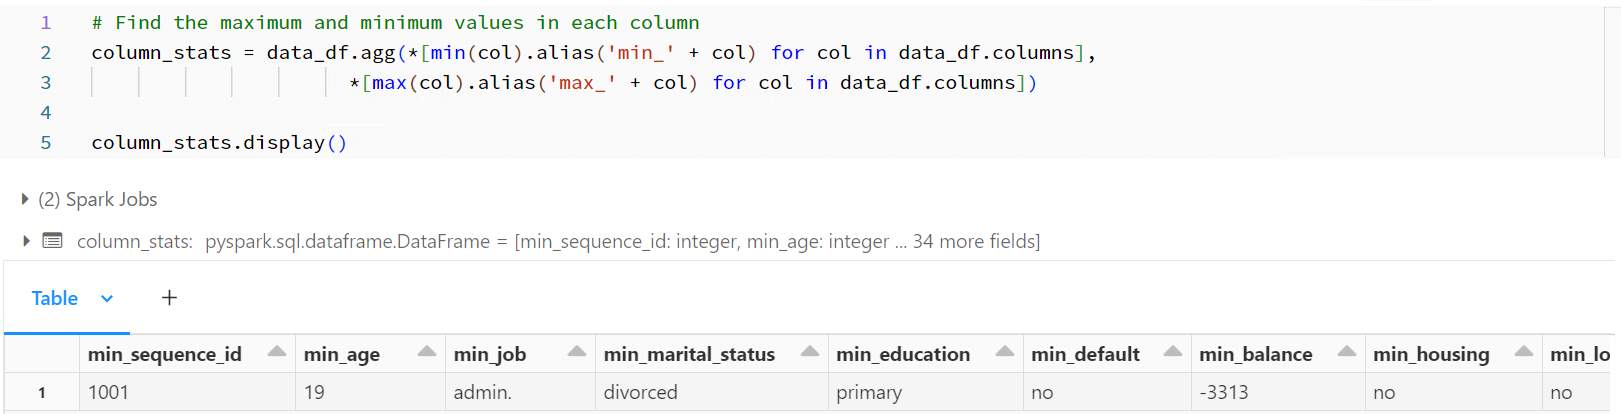 1 # Find the maximum and minimum values in each column
2 column_stats = data_df.agg(*[min(col).alias('min_' + col) for col in data_df.columns],
3 *[max(col).alias('max_' + col) for col in data_df.columns])
4
5 column_stats.display()
(2) Spark Jobs
column_stats: pyspark.sql.dataframe.DataFrame = [min_sequence_id: integer, min_age: integer ... 34 more fields]
Table +
min_sequence_id min_age min_job min_marital_status min_education min_default min_balance min_housing min_lo
1 1001 19 admin. divorced primary no -3313 no no